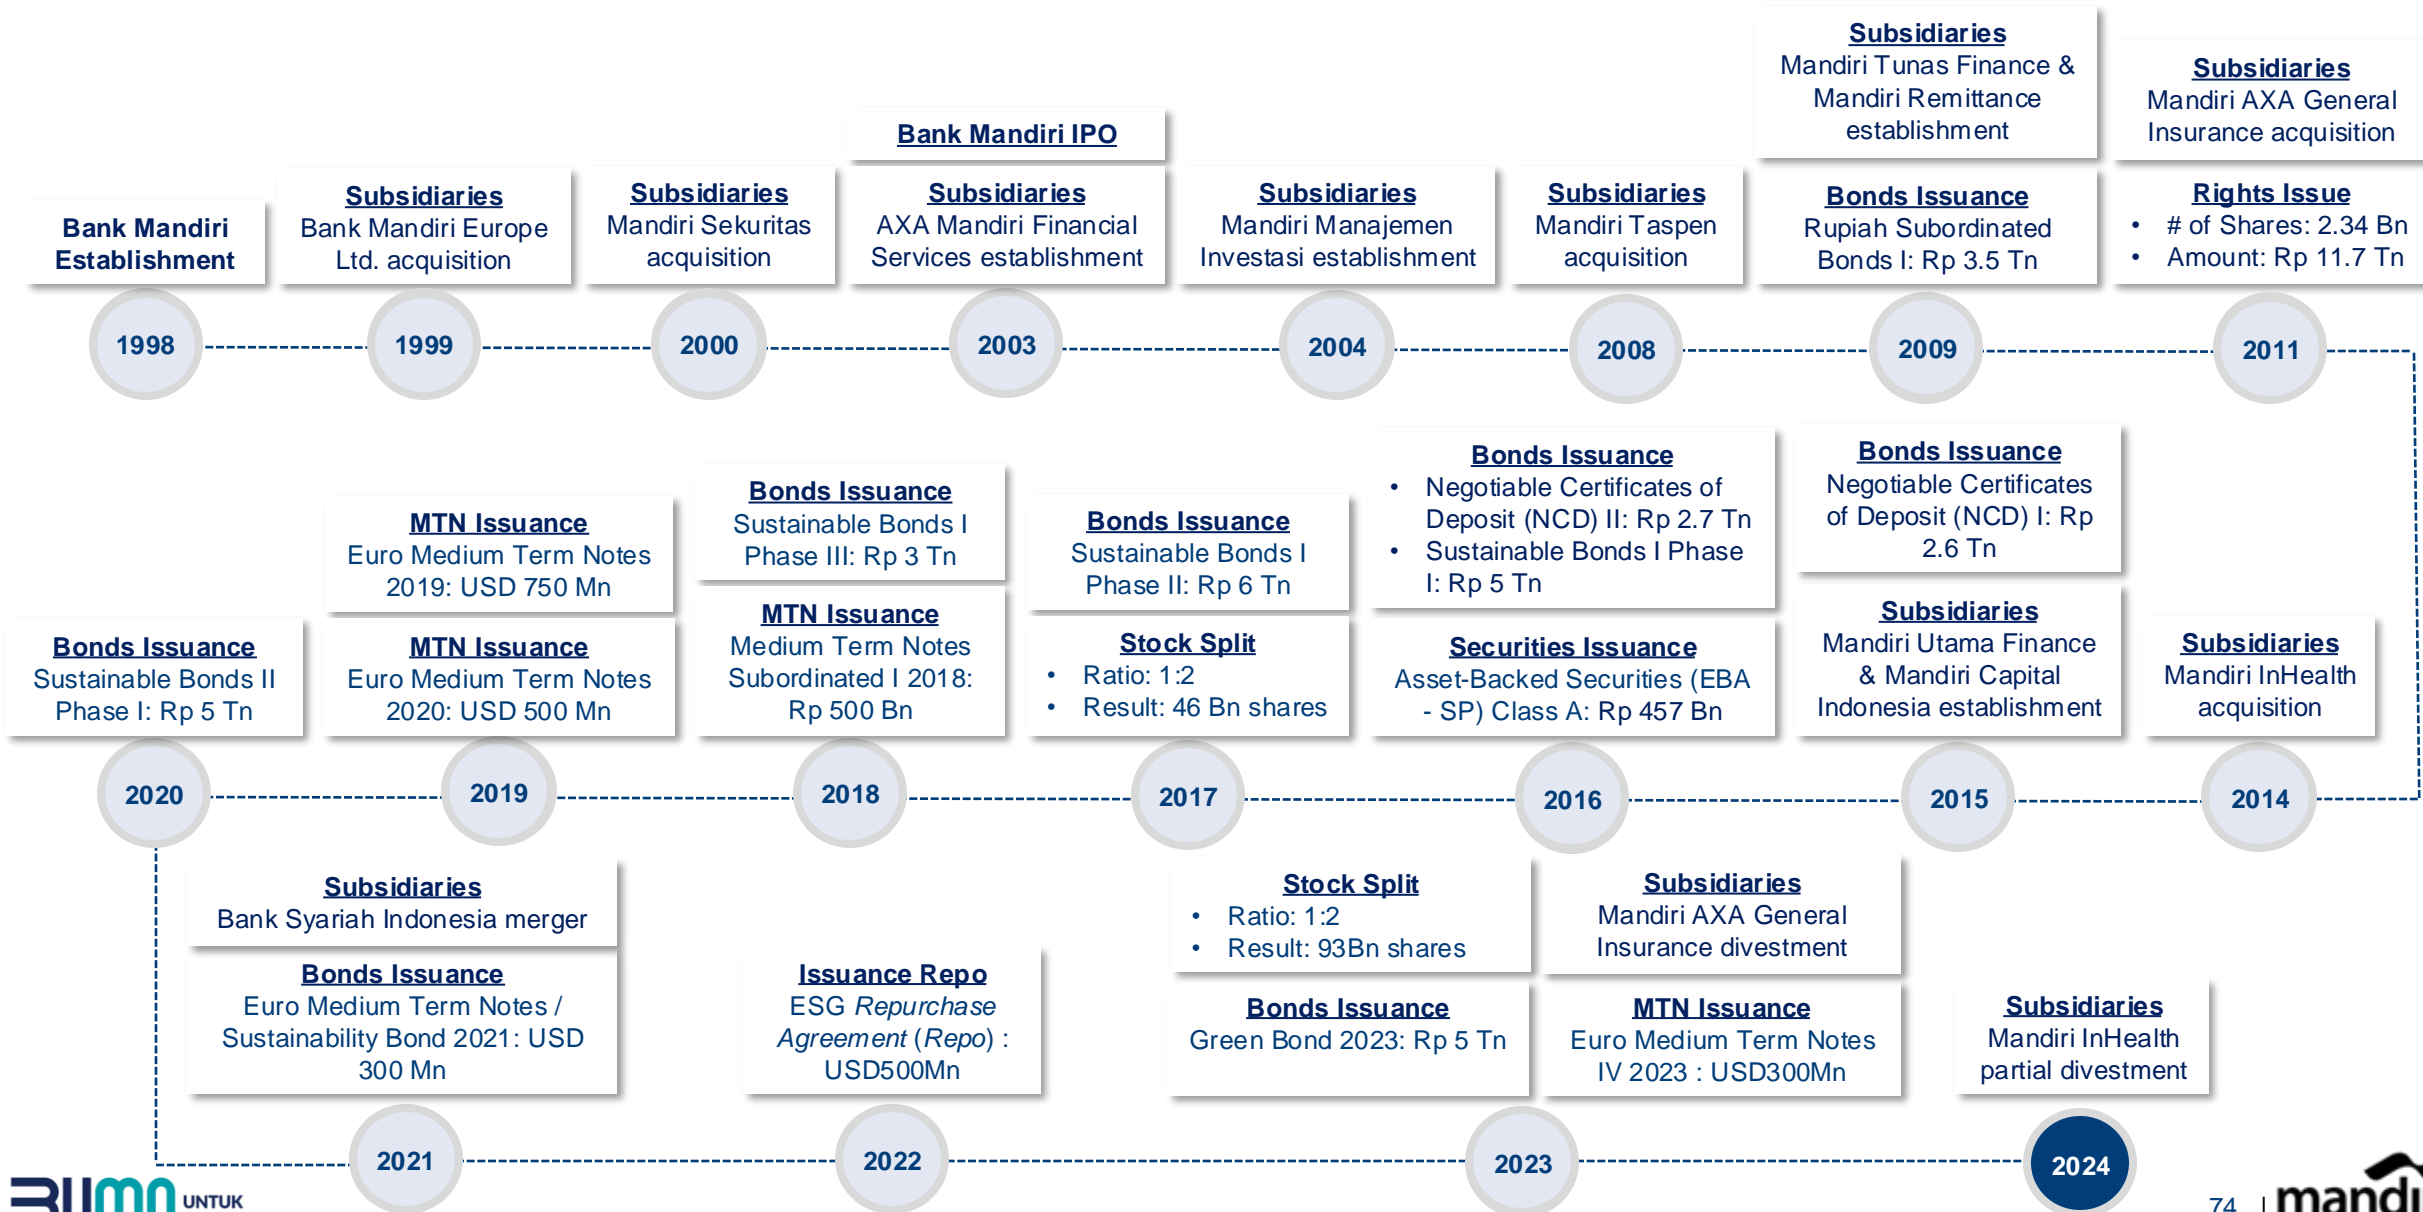 Bank Mandiri
Establishment
1998
Subsidiaries
Bank Mandiri Europe
Ltd. acquisition
1999
Subsidiaries
Mandiri Sekuritas
acquisition
2000
Bank Mandiri IPO
Subsidiaries
AXA Mandiri Financial
Services establishment
2003
Subsidiaries
Mandiri Manajemen
Investasi establishment
2004
Subsidiaries
Mandiri Taspen
acquisition
2008
Subsidiaries
Mandiri Tunas Finance &
Mandiri Remittance
establishment
Bonds Issuance
Rupiah Subordinated
Bonds I: Rp 3.5 Tn
2009
Subsidiaries
Mandiri AXA General
Insurance acquisition
Rights Issue
• # of Shares: 2.34 Bn
• Amount: Rp 11.7 Tn
2011
Bonds Issuance
Sustainable Bonds II
Phase I: Rp 5 Tn
2020
MTN Issuance
Euro Medium Term Notes
2019: USD 750 Mn
MTN Issuance
Euro Medium Term Notes
2020: USD 500 Mn
2019
Bonds Issuance
Sustainable Bonds I
Phase III: Rp 3 Tn
MTN Issuance
Medium Term Notes
Subordinated I 2018:
Rp 500 Bn
2018
Bonds Issuance
Sustainable Bonds I
Phase II: Rp 6 Tn
Stock Split
• Ratio: 1:2
• Result: 46 Bn shares
2017
Bonds Issuance
• Negotiable Certificates of
Deposit (NCD) II: Rp 2.7 Tn
• Sustainable Bonds I Phase
I: Rp 5 Tn
Securities Issuance
Asset-Backed Securities (EBA
- SP) Class A: Rp 457 Bn
2016
Bonds Issuance
Negotiable Certificates
of Deposit (NCD) I: Rp
2.6 Tn
Subsidiaries
Mandiri Utama Finance
& Mandiri Capital
Indonesia establishment
2015
Subsidiaries
Mandiri InHealth
acquisition
2014
Subsidiaries
Bank Syariah Indonesia merger
Bonds Issuance
Euro Medium Term Notes /
Sustainability Bond 2021: USD
300 Mn
2021
Issuance Repo
ESG Repurchase
Agreement (Repo) :
USD500Mn
2022
Stock Split
• Ratio: 1:2
• Result: 93Bn shares
Bonds Issuance
Green Bond 2023: Rp 5 Tn
Subsidiaries
Mandiri AXA General
Insurance divestment
MTN Issuance
Euro Medium Term Notes
IV 2023 : USD300Mn
2023
Subsidiaries
Mandiri InHealth
partial divestment
2024
BUMN UNTUK
74 |